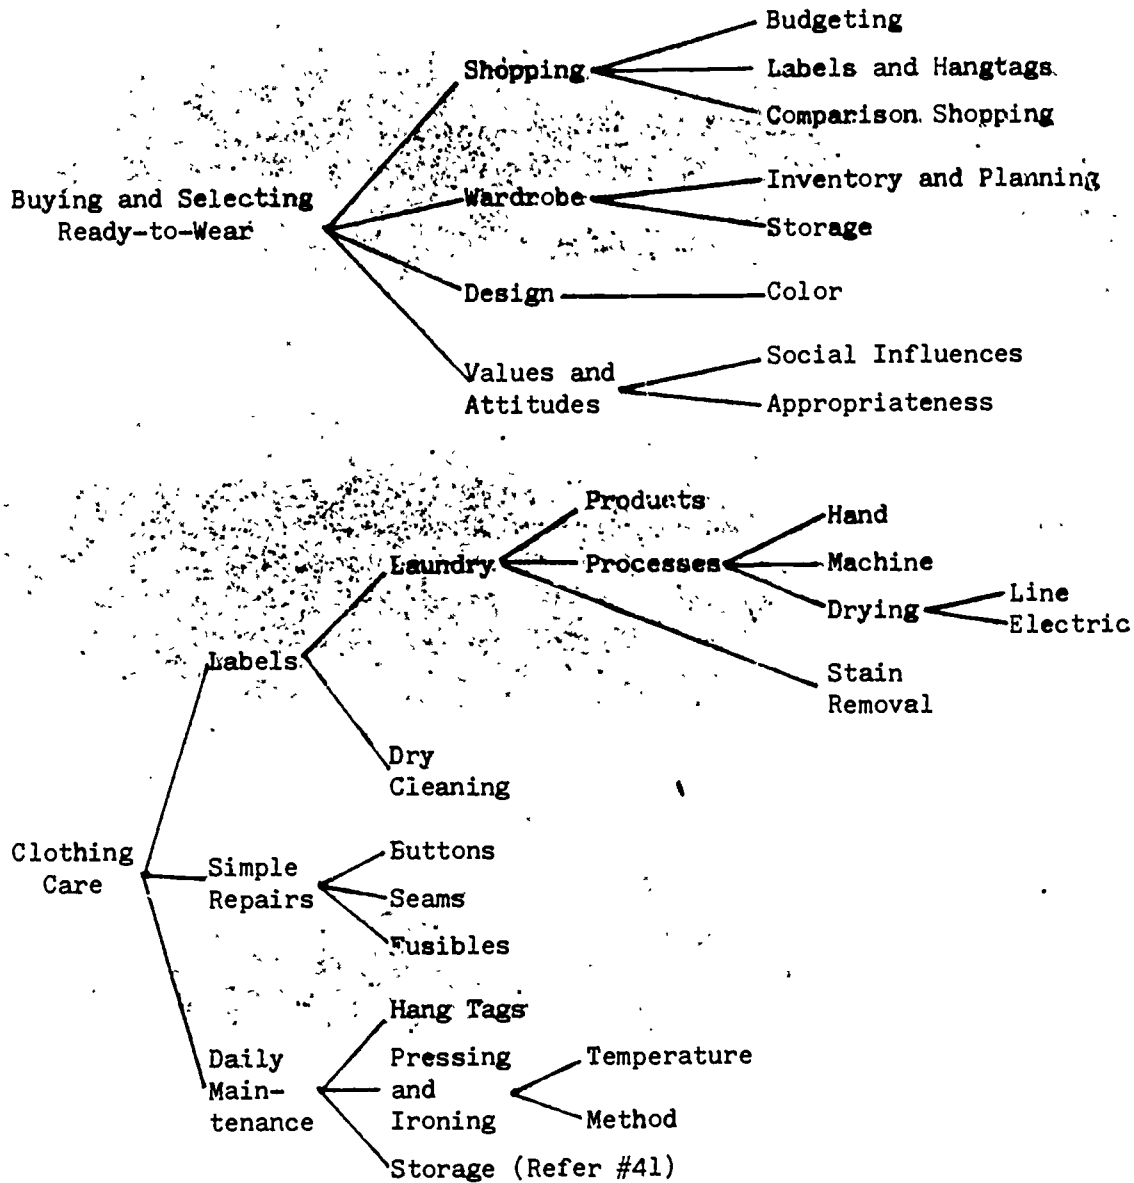 Budgeting
Shopping
Labels and Hangtags
Comparison Shopping
Buying and Selecting
Ready-to-Wear
Wardrobe
Inventory and Planning
Storage
Design
Color
Values and
Attitudes
Social Influences
Appropriateness
Products
Laundry
Processes
Hand
Machine
Drying
Line
Electric
Labels
Stain
Removal
Dry
Cleaning
Clothing
Care
Simple
Repairs
Buttons
Seams
Fusibles
Hang Tags
Daily
Main-
tenance
Pressing
and
Ironing
Temperature
Method
Storage (Refer #41)